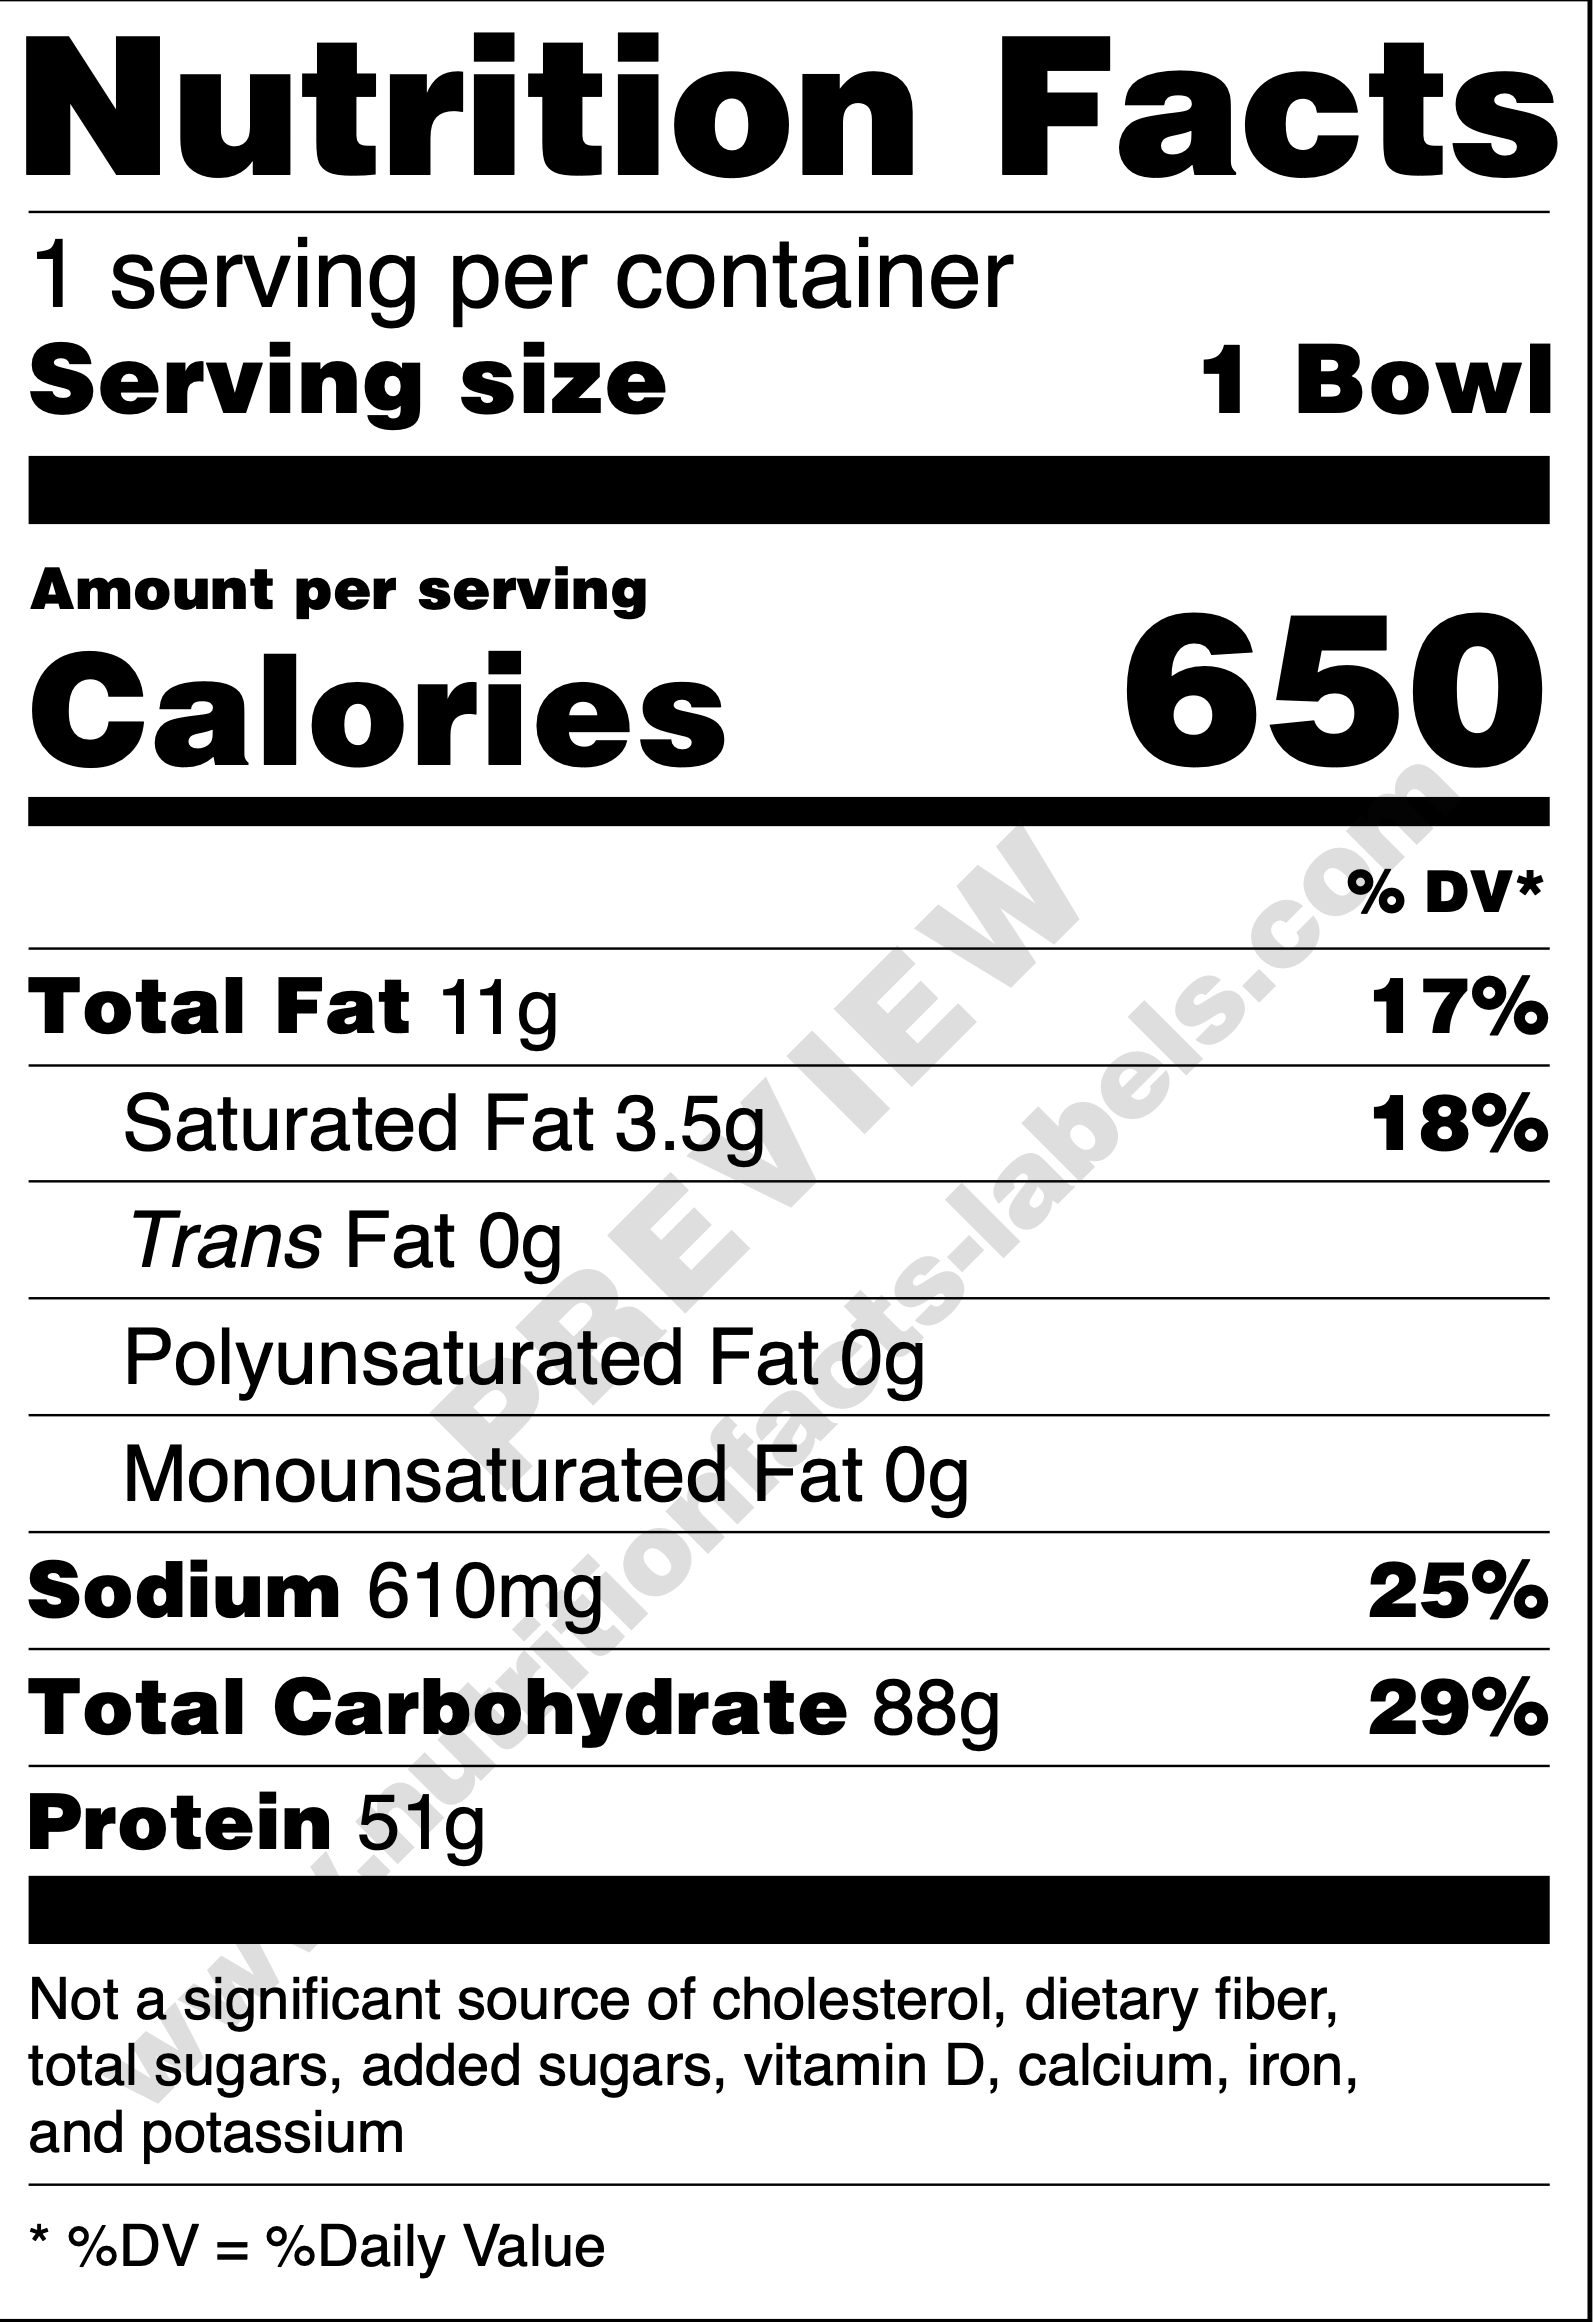 Nutrition Facts
1 serving per container
Serving size 1 Bowl
Amount per serving
Calories 650
% DV*
Total Fat 11g 17%
Saturated Fat 3.5g 18%
Trans Fat 0g
Polyunsaturated Fat 0g
Monounsaturated Fat 0g
Sodium 610mg 25%
Total Carbohydrate 88g 29%
Protein 51g
Not a significant source of cholesterol, dietary fiber,
total sugars, added sugars, vitamin D, calcium, iron,
and potassium
* %DV = %Daily Value
PREVIEW
www.nutritionfacts-labels.com